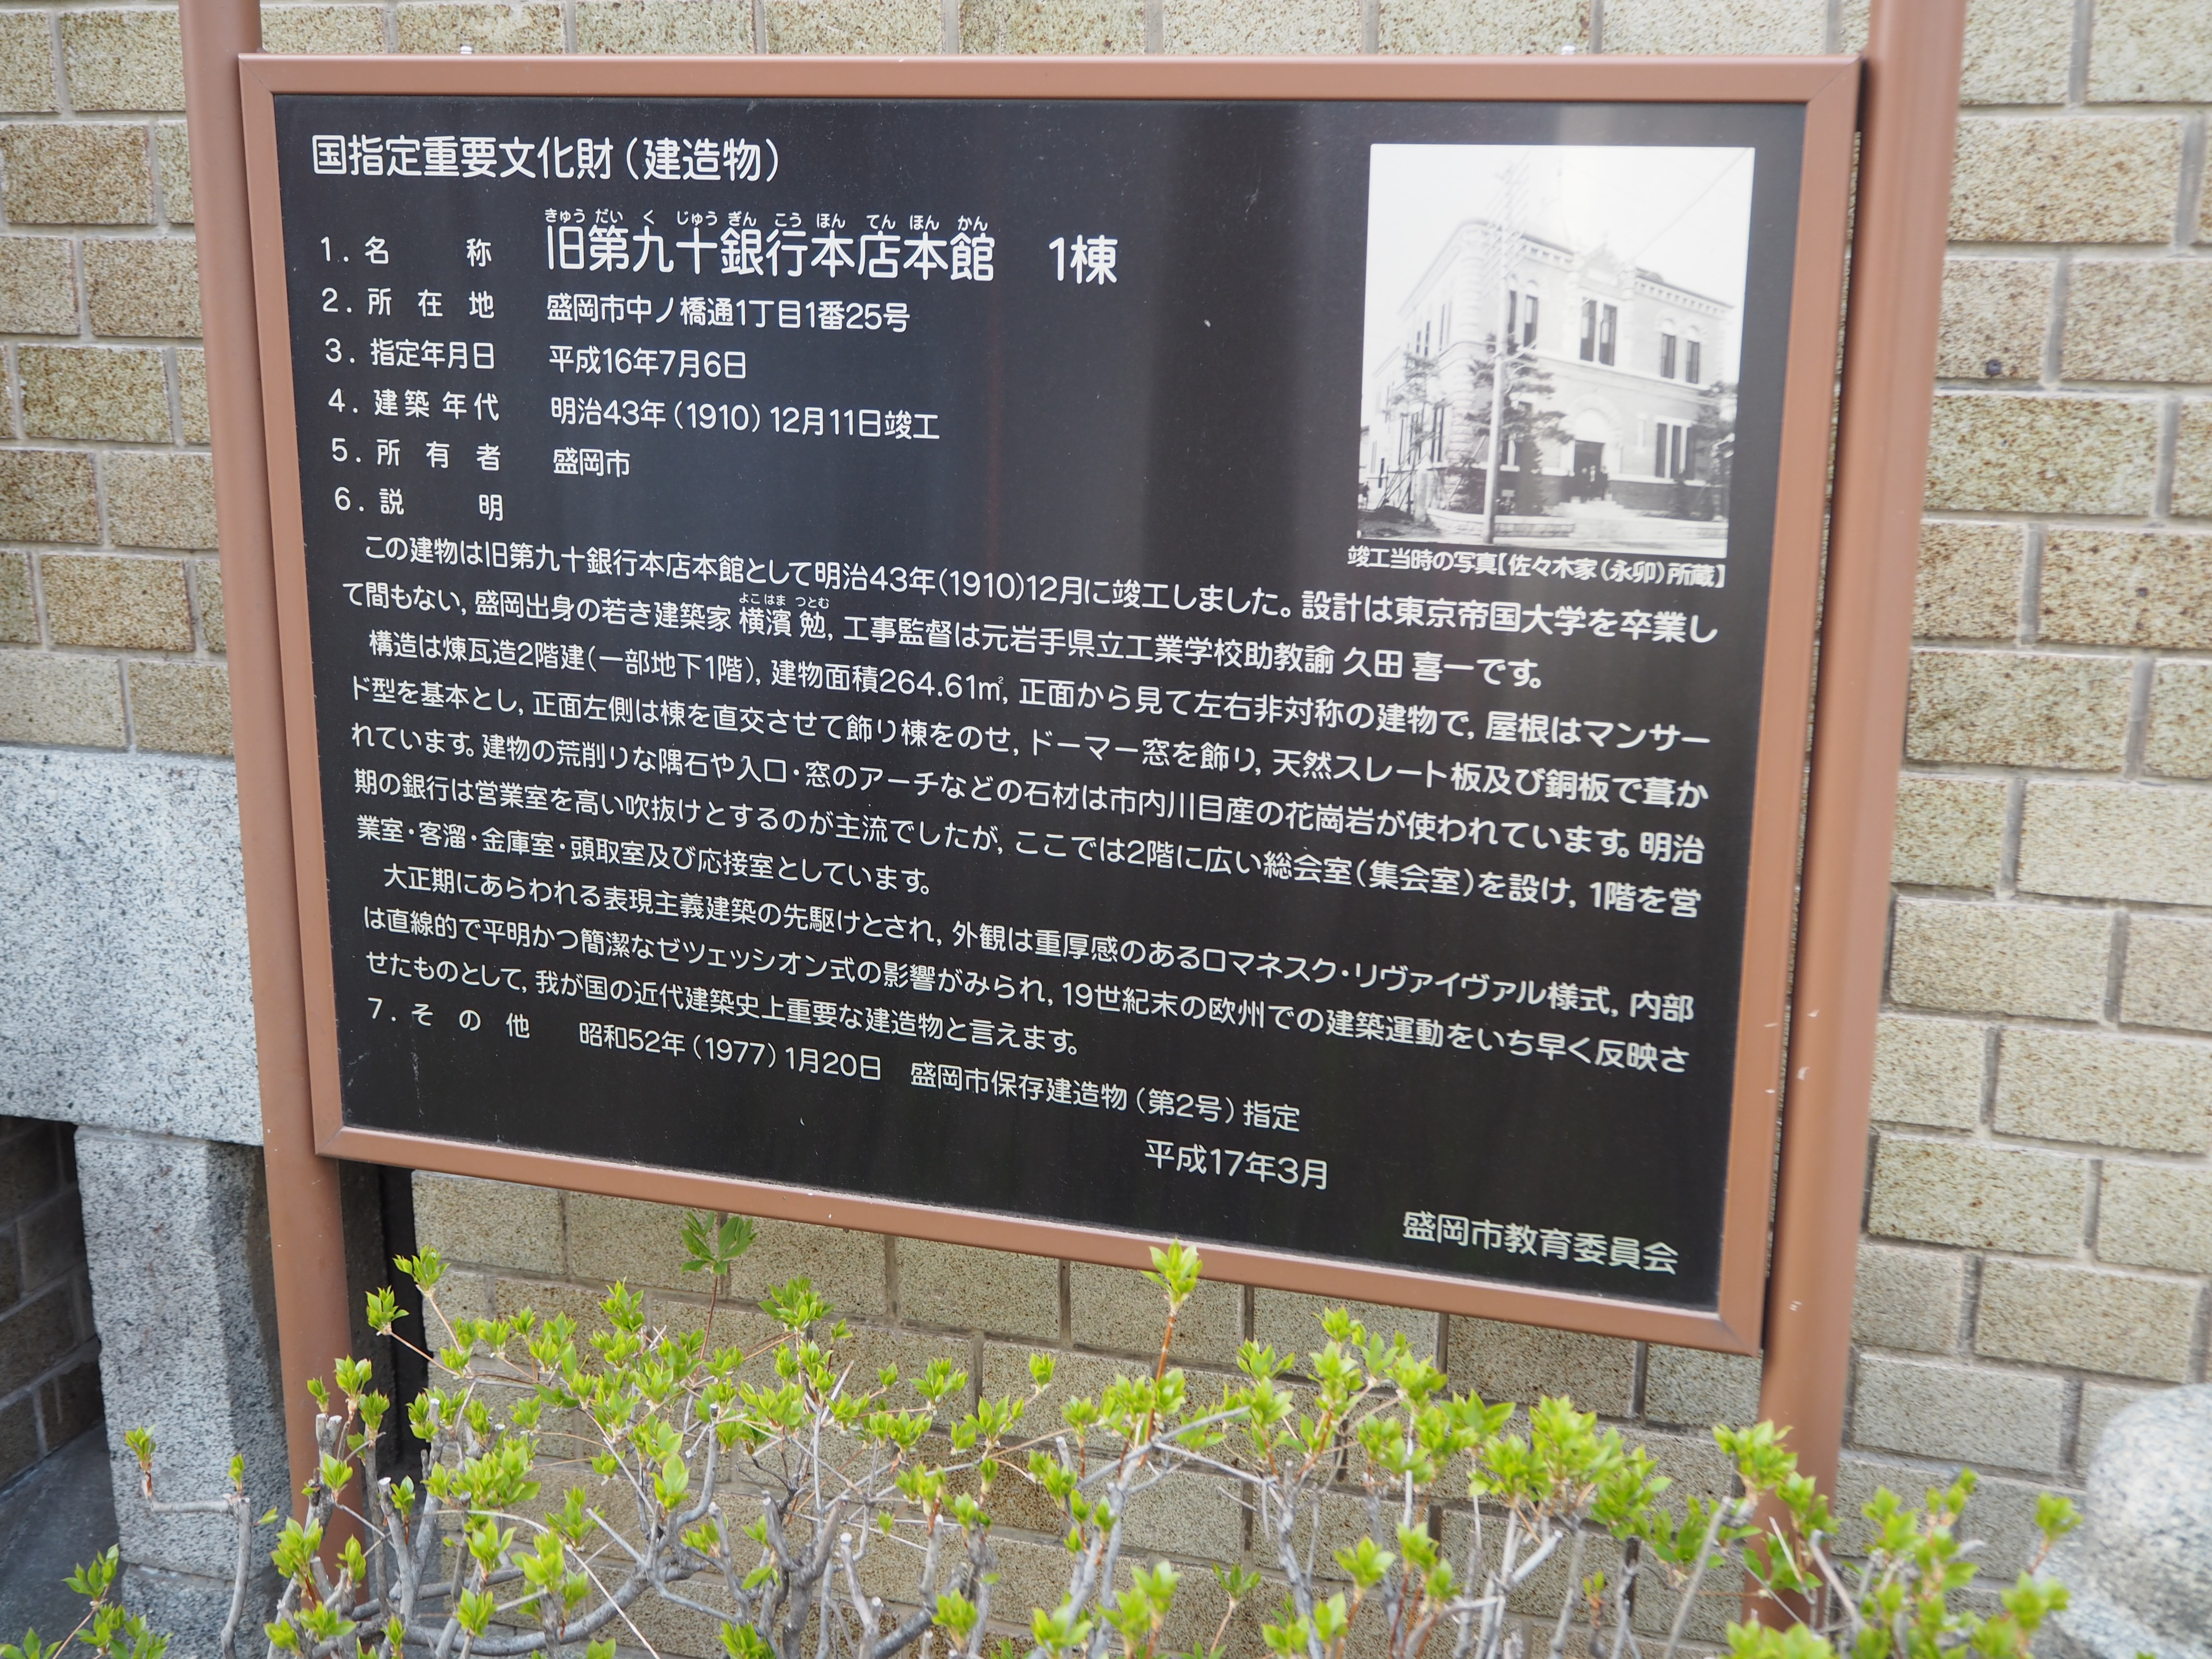 国指定重要文化財（建造物）
きゅう だい く じゅう ぎん こう ほん てん ほん かん
1. 名　　称　旧第九十銀行本店本館　1棟
2. 所 在 地　盛岡市中ノ橋通1丁目1番25号
3. 指定年月日　平成16年7月6日
4. 建築年代　明治43年（1910）12月11日竣工
5. 所 有 者　盛岡市
6. 説　　明
竣工当時の写真【佐々木家（永卯）所蔵】
この建物は旧第九十銀行本店本館として明治43年（1910）12月に竣工しました。設計は東京帝国大学を卒業し
よこはま つとむ
て間もない, 盛岡出身の若き建築家 横濱 勉, 工事監督は元岩手県立工業学校助教諭 久田 喜一です。
構造は煉瓦造2階建（一部地下1階）, 建物面積264.61㎡, 正面から見て左右非対称の建物で, 屋根はマンサー
ド型を基本とし, 正面左側は棟を直交させて飾り棟をのせ, ドーマー窓を飾り, 天然スレート板及び銅板で葺か
れています。建物の荒削りな隅石や入口・窓のアーチなどの石材は市内川目産の花崗岩が使われています。明治
期の銀行は営業室を高い吹抜けとするのが主流でしたが, ここでは2階に広い総会室（集会室）を設け, 1階を営
業室・客溜・金庫室・頭取室及び応接室としています。
大正期にあらわれる表現主義建築の先駆けとされ, 外観は重厚感のあるロマネスク・リヴァイヴァル様式, 内部
は直線的で平明かつ簡潔なゼツェッシオン式の影響がみられ, 19世紀末の欧州での建築運動をいち早く反映さ
せたものとして, 我が国の近代建築史上重要な建造物と言えます。
7. そ の 他　昭和52年（1977）1月20日　盛岡市保存建造物（第2号）指定
平成17年3月
盛岡市教育委員会